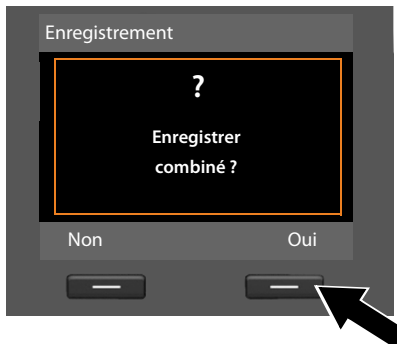 Enregistrement
?
Enregistrer
combiné ?
Non Oui